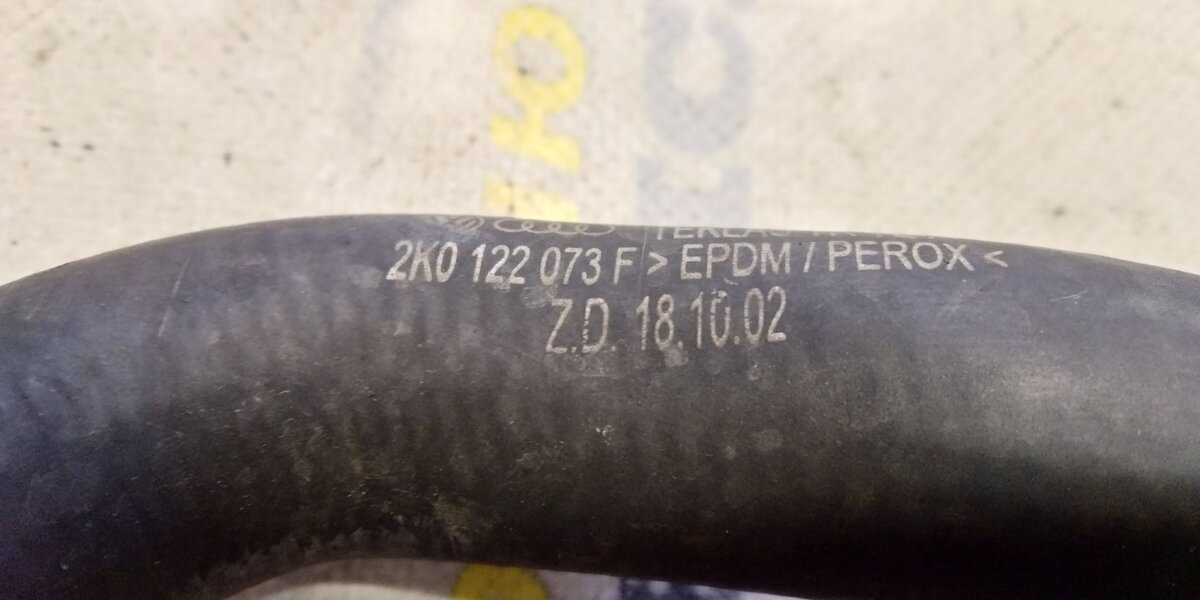 2K0 122 073 F > EPDM / PEROX <
Z.D. 18.10.02